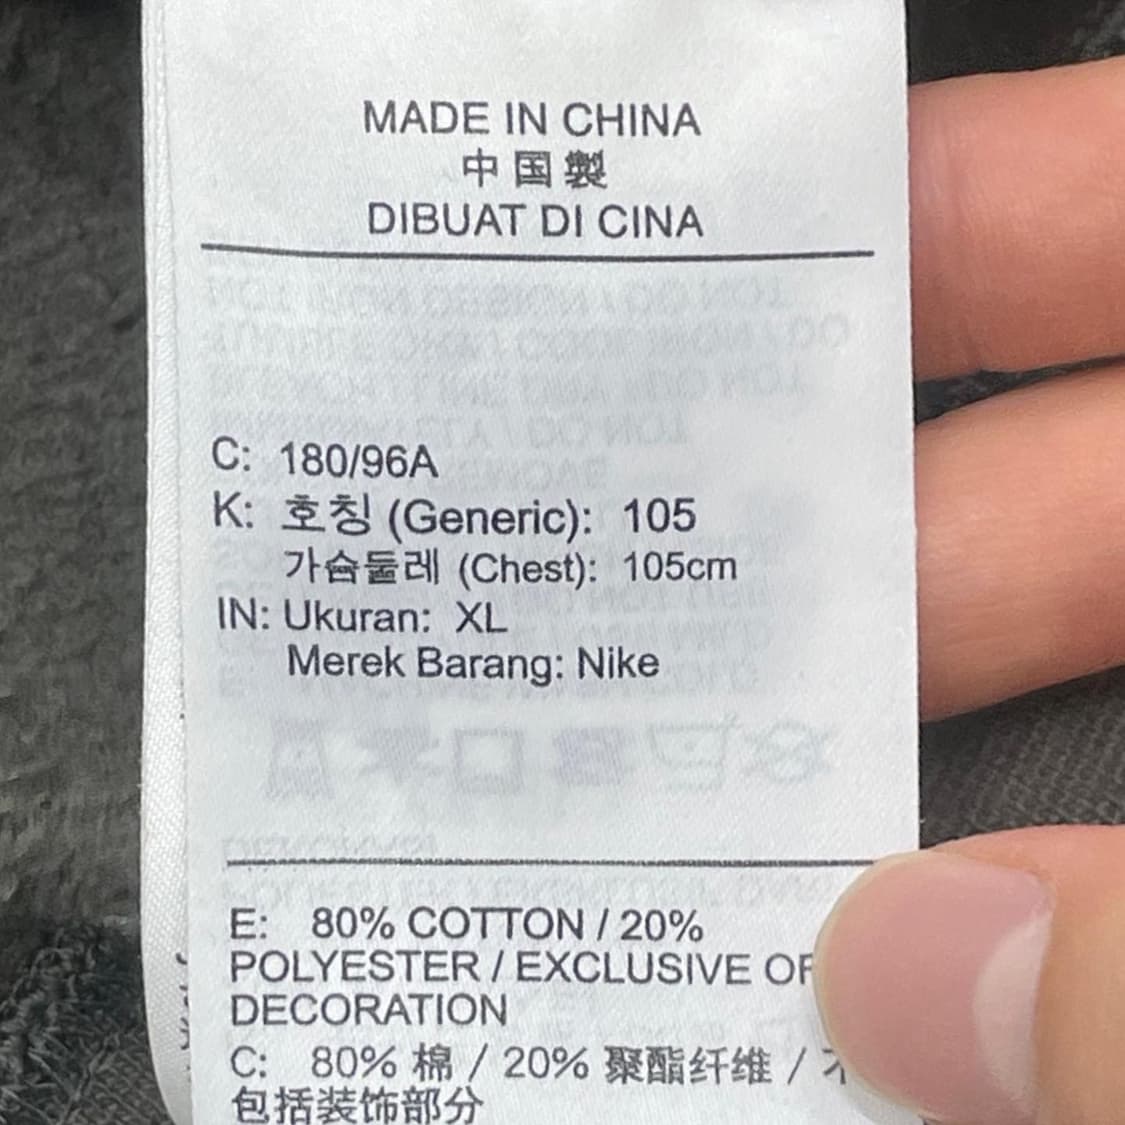 MADE IN CHINA
中国製
DIBUAT DI CINA
C: 180/96A
K: 호칭 (Generic): 105
가슴둘레 (Chest): 105cm
IN: Ukuran: XL
Merek Barang: Nike
E: 80% COTTON / 20%
POLYESTER / EXCLUSIVE OF
DECORATION
C: 80% 棉 / 20% 聚酯纤维 / 不
包括装饰部分